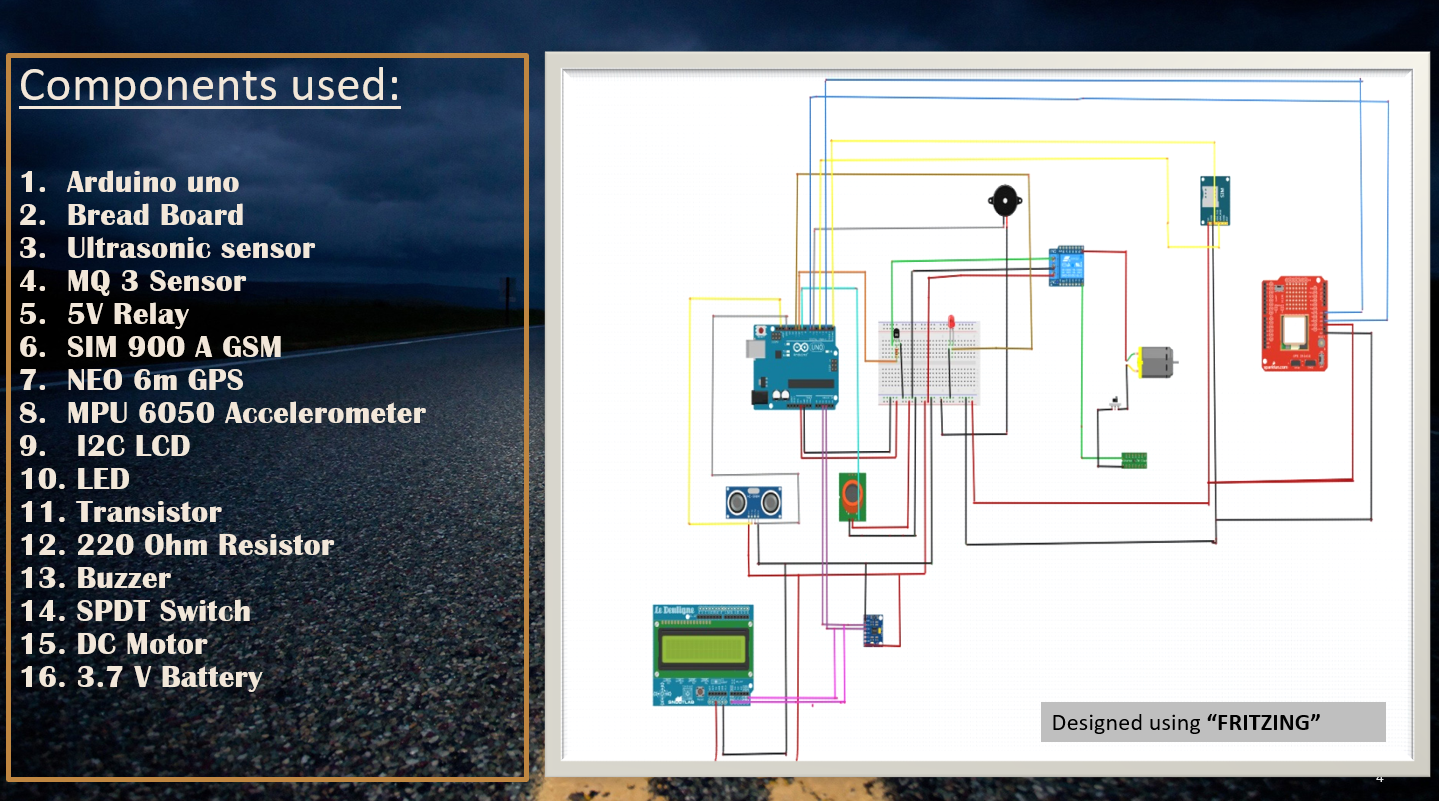 Components used:
1. Arduino uno
2. Bread Board
3. Ultrasonic sensor
4. MQ 3 Sensor
5. 5V Relay
6. SIM 900 A GSM
7. NEO 6m GPS
8. MPU 6050 Accelerometer
9. I2C LCD
10. LED
11. Transistor
12. 220 Ohm Resistor
13. Buzzer
14. SPDT Switch
15. DC Motor
16. 3.7 V Battery
UNO
Designed using “FRITZING”
4